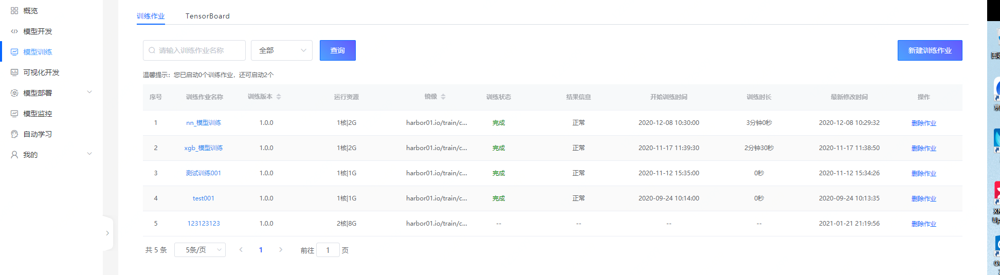 概览
模型开发
模型训练
可视化开发
模型部署
模型监控
自动学习
我的
训练作业 TensorBoard
请输入训练作业名称 全部 查询 新建训练作业
温馨提示：您已启动0个训练作业，还可启动2个
序号 训练作业名称 训练版本 运行资源 镜像 训练状态 结果信息 开始训练时间 训练时长 最新修改时间 操作
1 nn_模型训练 1.0.0 1核|2G harbor01.io/train/c... 完成 正常 2020-12-08 10:30:00 3分钟0秒 2020-12-08 10:29:32 删除作业
2 xgb_模型训练 1.0.0 1核|2G harbor01.io/train/c... 完成 正常 2020-11-17 11:39:30 2分钟30秒 2020-11-17 11:38:50 删除作业
3 测试训练001 1.0.0 1核|1G harbor01.io/train/c... 完成 正常 2020-11-12 15:35:00 0秒 2020-11-12 15:34:26 删除作业
4 test001 1.0.0 1核|1G harbor01.io/train/c... 完成 正常 2020-09-24 10:14:00 0秒 2020-09-24 10:13:35 删除作业
5 123123123 1.0.0 2核|8G harbor01.io/train/c... -- -- -- -- 2021-01-21 21:19:56 删除作业
共 5 条 5条/页 1 前往 1 页